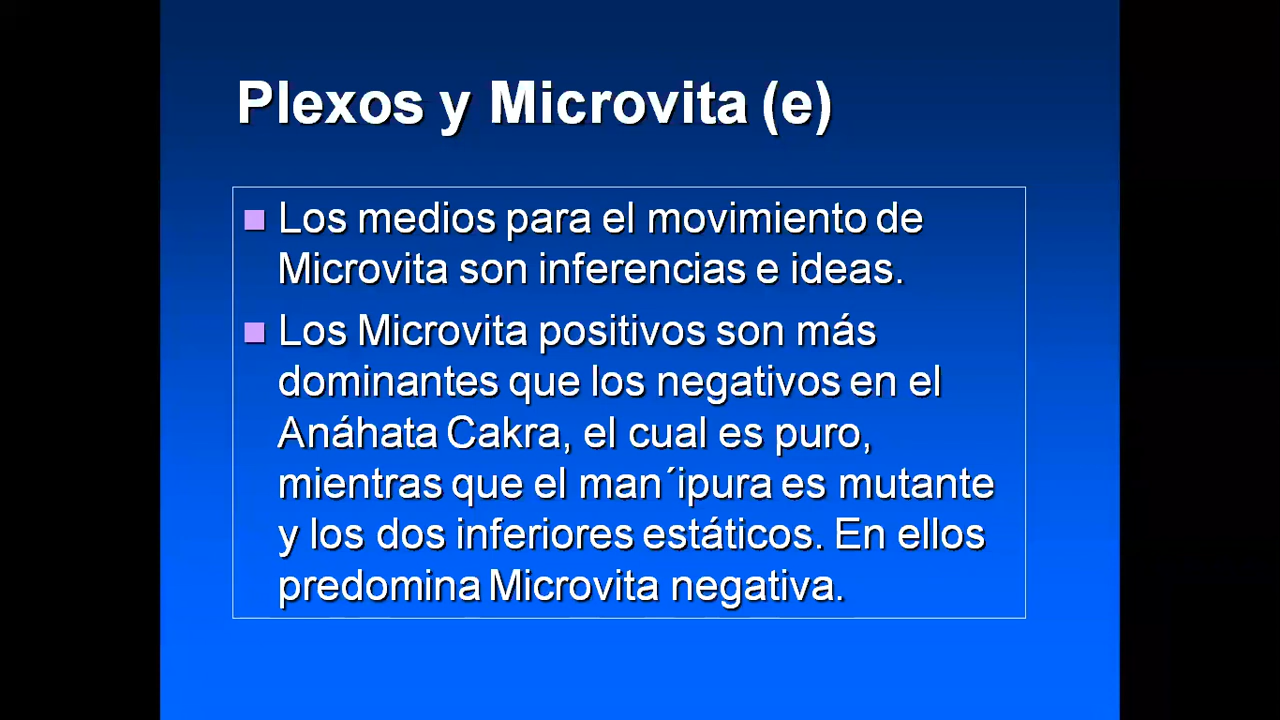 Plexos y Microvita (e)
Los medios para el movimiento de
Microvita son inferencias e ideas.
Los Microvita positivos son más
dominantes que los negativos en el
Anáhata Cakra, el cual es puro,
mientras que el man´ipura es mutante
y los dos inferiores estáticos. En ellos
predomina Microvita negativa.